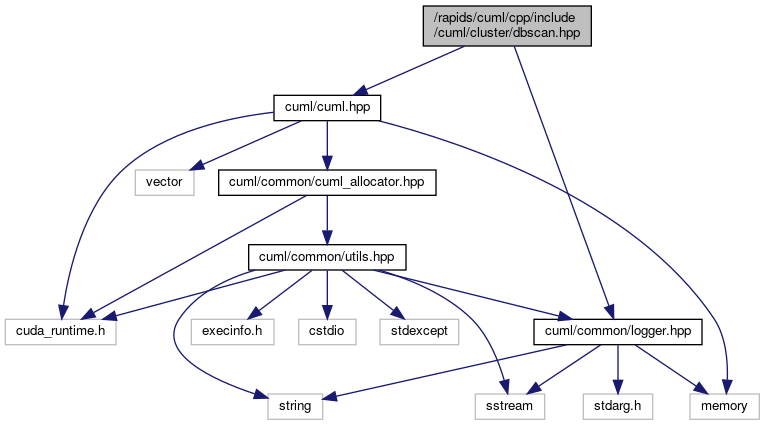 /rapids/cuml/cpp/include
/cuml/cluster/dbscan.hpp
cuml/cuml.hpp
vector
cuml/common/cuml_allocator.hpp
cuml/common/utils.hpp
cuda_runtime.h
execinfo.h
cstdio
stdexcept
cuml/common/logger.hpp
string
sstream
stdarg.h
memory